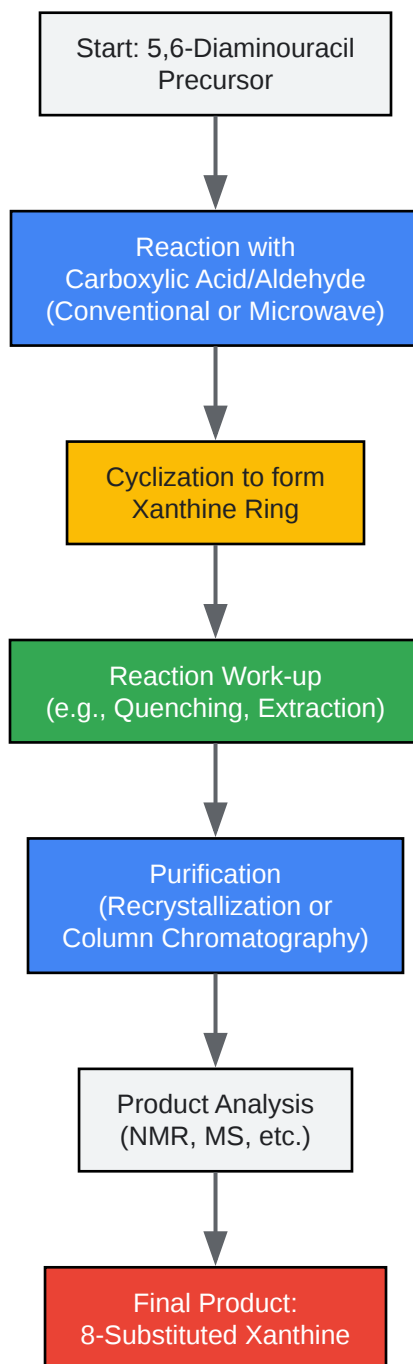 Start: 5,6-Diaminouracil
Precursor
Reaction with
Carboxylic Acid/Aldehyde
(Conventional or Microwave)
Cyclization to form
Xanthine Ring
Reaction Work-up
(e.g., Quenching, Extraction)
Purification
(Recrystallization or
Column Chromatography)
Product Analysis
(NMR, MS, etc.)
Final Product:
8-Substituted Xanthine